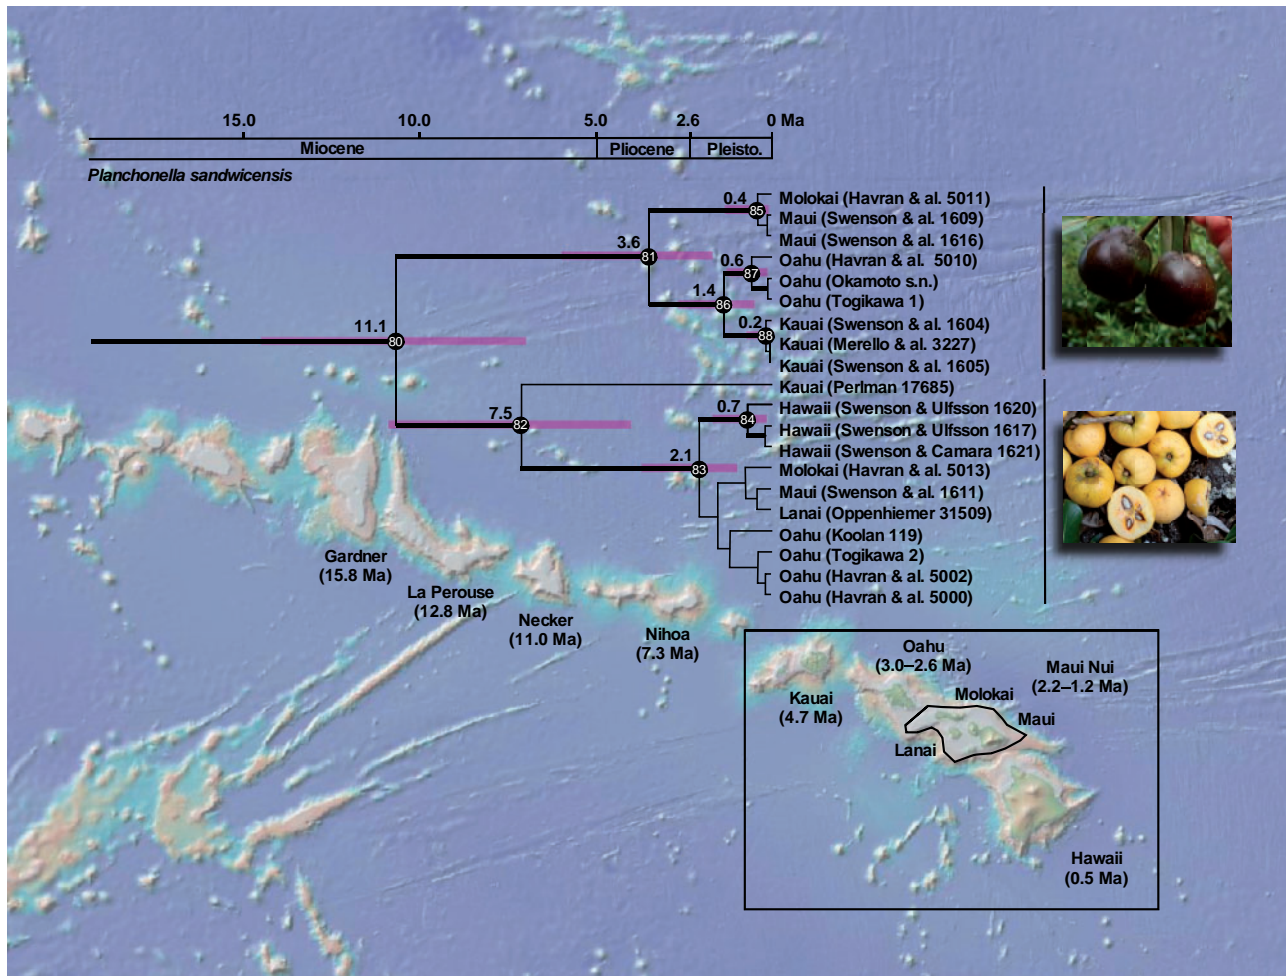 15.0 10.0 5.0 2.6 0 Ma
Miocene Pliocene Pleisto.
Planchonella sandwicensis
0.4
85
Molokai (Havran & al. 5011)
Maui (Swenson & al. 1609)
Maui (Swenson & al. 1616)
3.6
81
0.6
87
Oahu (Havran & al. 5010)
Oahu (Okamoto s.n.)
Oahu (Togikawa 1)
1.4
86
0.2
88
Kauai (Swenson & al. 1604)
Kauai (Merello & al. 3227)
Kauai (Swenson & al. 1605)
11.1
80
Kauai (Perlman 17685)
7.5
82
0.7
84
Hawaii (Swenson & Ulfsson 1620)
Hawaii (Swenson & Ulfsson 1617)
Hawaii (Swenson & Camara 1621)
2.1
83
Molokai (Havran & al. 5013)
Maui (Swenson & al. 1611)
Lanai (Oppenhiemer 31509)
Oahu (Koolan 119)
Oahu (Togikawa 2)
Oahu (Havran & al. 5002)
Oahu (Havran & al. 5000)
Gardner
(15.8 Ma)
La Perouse
(12.8 Ma)
Necker
(11.0 Ma)
Nihoa
(7.3 Ma)
Kauai
(4.7 Ma)
Oahu
(3.0–2.6 Ma)
Maui Nui
(2.2–1.2 Ma)
Molokai
Maui
Lanai
Hawaii
(0.5 Ma)